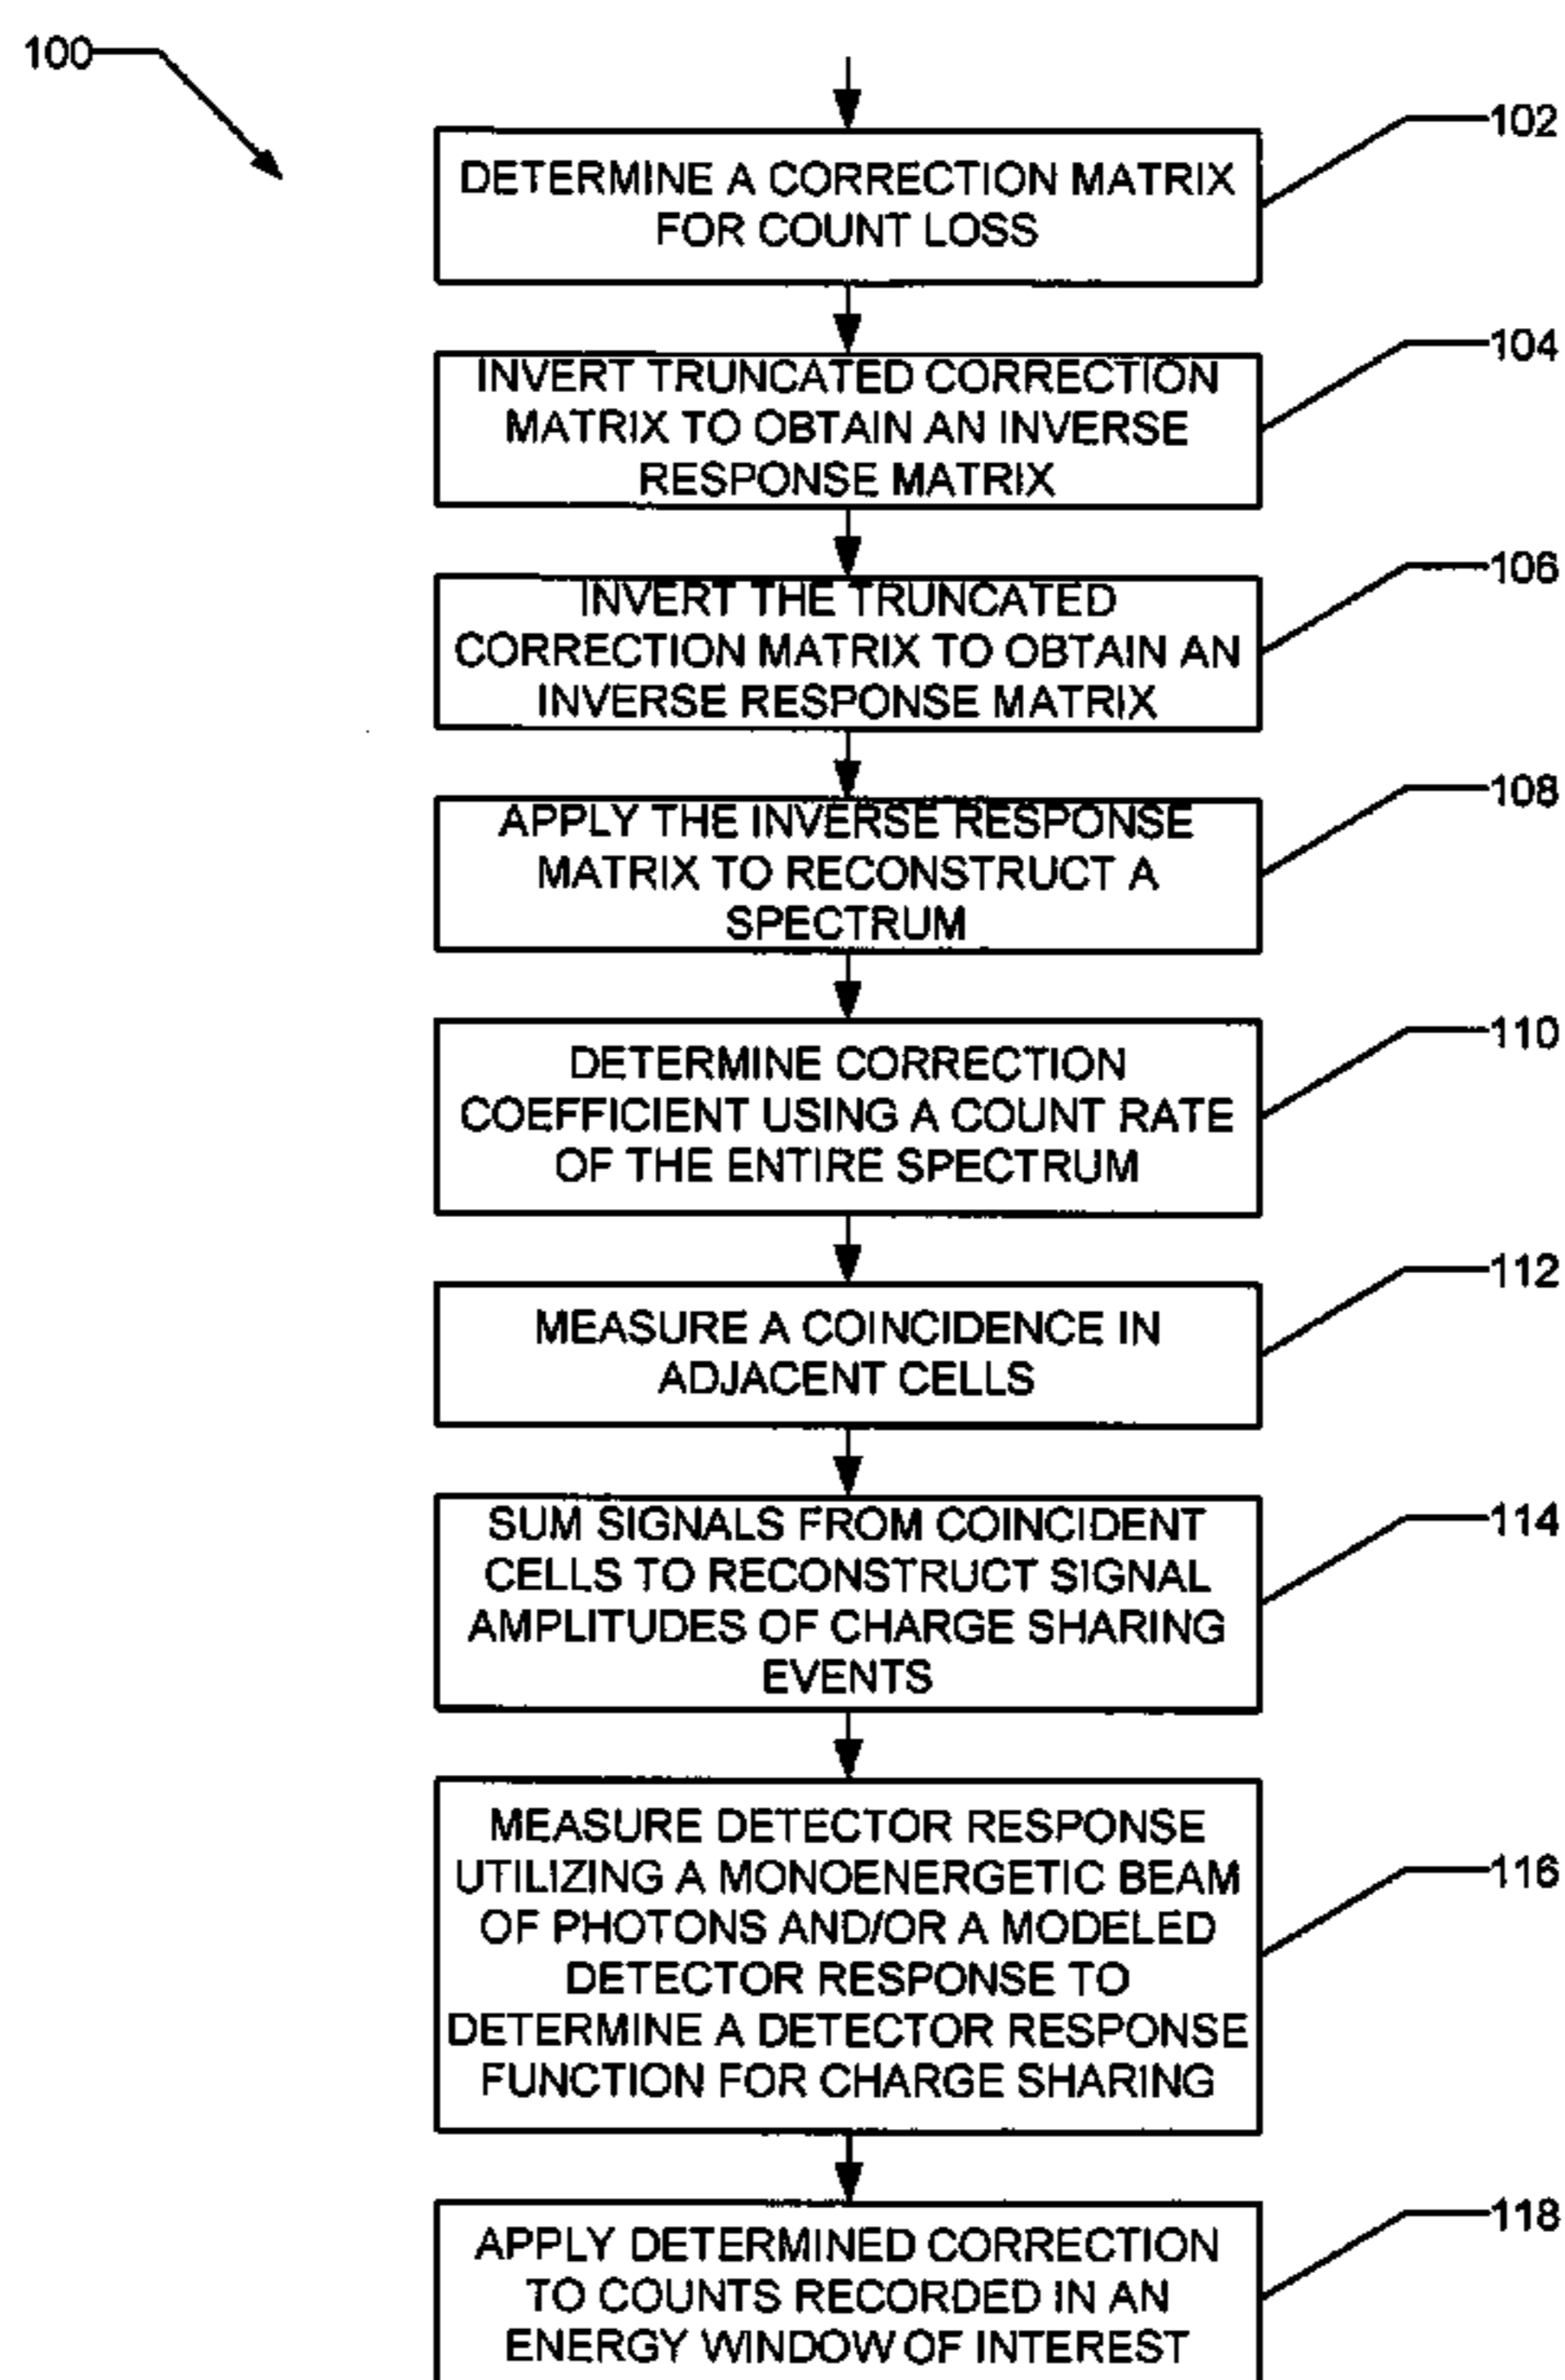 100
102
DETERMINE A CORRECTION MATRIX
FOR COUNT LOSS
104
INVERT TRUNCATED CORRECTION
MATRIX TO OBTAIN AN INVERSE
RESPONSE MATRIX
106
INVERT THE TRUNCATED
CORRECTION MATRIX TO OBTAIN AN
INVERSE RESPONSE MATRIX
108
APPLY THE INVERSE RESPONSE
MATRIX TO RECONSTRUCT A
SPECTRUM
110
DETERMINE CORRECTION
COEFFICIENT USING A COUNT RATE
OF THE ENTIRE SPECTRUM
112
MEASURE A COINCIDENCE IN
ADJACENT CELLS
114
SUM SIGNALS FROM COINCIDENT
CELLS TO RECONSTRUCT SIGNAL
AMPLITUDES OF CHARGE SHARING
EVENTS
116
MEASURE DETECTOR RESPONSE
UTILIZING A MONOENERGETIC BEAM
OF PHOTONS AND/OR A MODELED
DETECTOR RESPONSE TO
DETERMINE A DETECTOR RESPONSE
FUNCTION FOR CHARGE SHARING
118
APPLY DETERMINED CORRECTION
TO COUNTS RECORDED IN AN
ENERGY WINDOW OF INTEREST